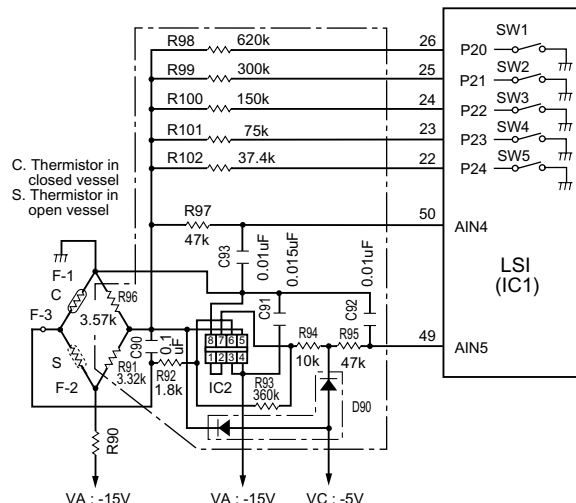 SW1
R98 620k 26 P20
SW2
R99 300k 25 P21
SW3
R100 150k 24 P22
SW4
R101 75k 23 P23
SW5
R102 37.4k 22 P24
C. Thermistor in
closed vessel
S. Thermistor in
open vessel
R97
47k
50 AIN4
LSI
(IC1)
C93
0.01uF
0.015uF
C91
0.01uF
C92
F-1
C
R96
F-3
3.57k
S
F-2
R91
3.32k
C90
0.1
uF
R92
1.8k
8 7 6 5
1 2 3 4
IC2
R94
10k
R95
47k
49 AIN5
R93
360k
D90
R90
VA : -15V
VA : -15V
VC : -5V